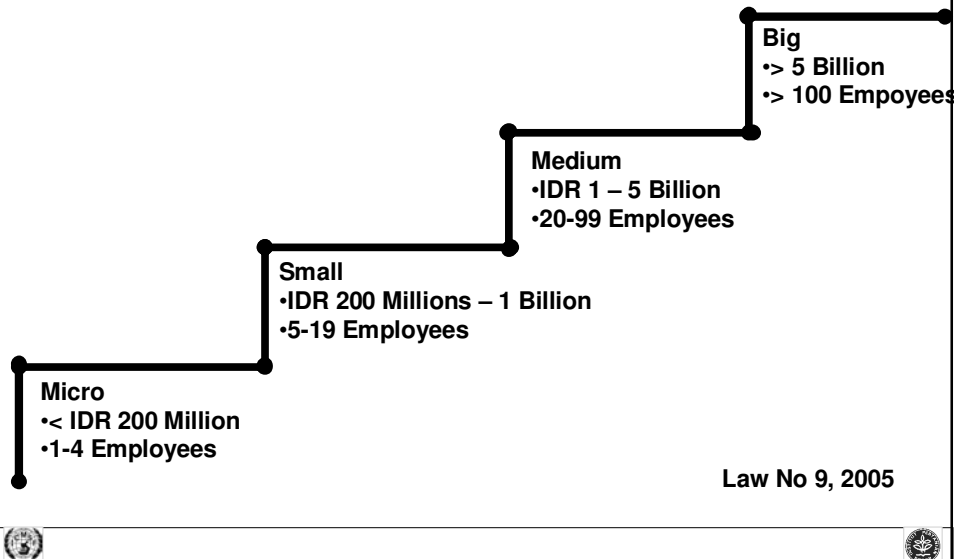 Big
•> 5 Billion
•> 100 Empoyees
Medium
•IDR 1 – 5 Billion
•20-99 Employees
Small
•IDR 200 Millions – 1 Billion
•5-19 Employees
Micro
•< IDR 200 Million
•1-4 Employees
Law No 9, 2005